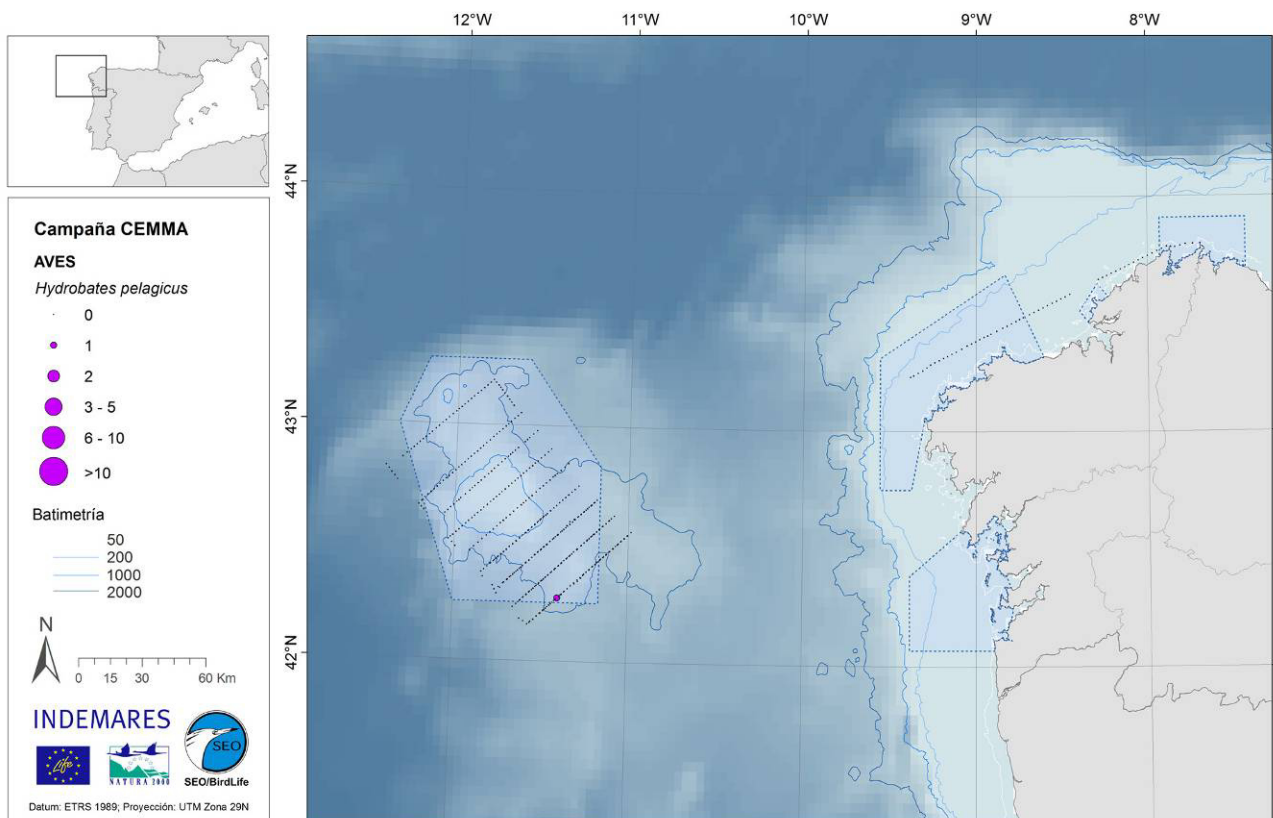 12°W 11°W 10°W 9°W 8°W
44°N
43°N
42°N
Campaña CEMMA
AVES
Hydrobates pelagicus
0
1
2
3 - 5
6 - 10
>10
Batimetría
50
200
1000
2000
N
0 15 30 60 Km
INDEMARES
Life
NATURA 2000
SEO
SEO/BirdLife
Datum: ETRS 1989; Proyección: UTM Zona 29N